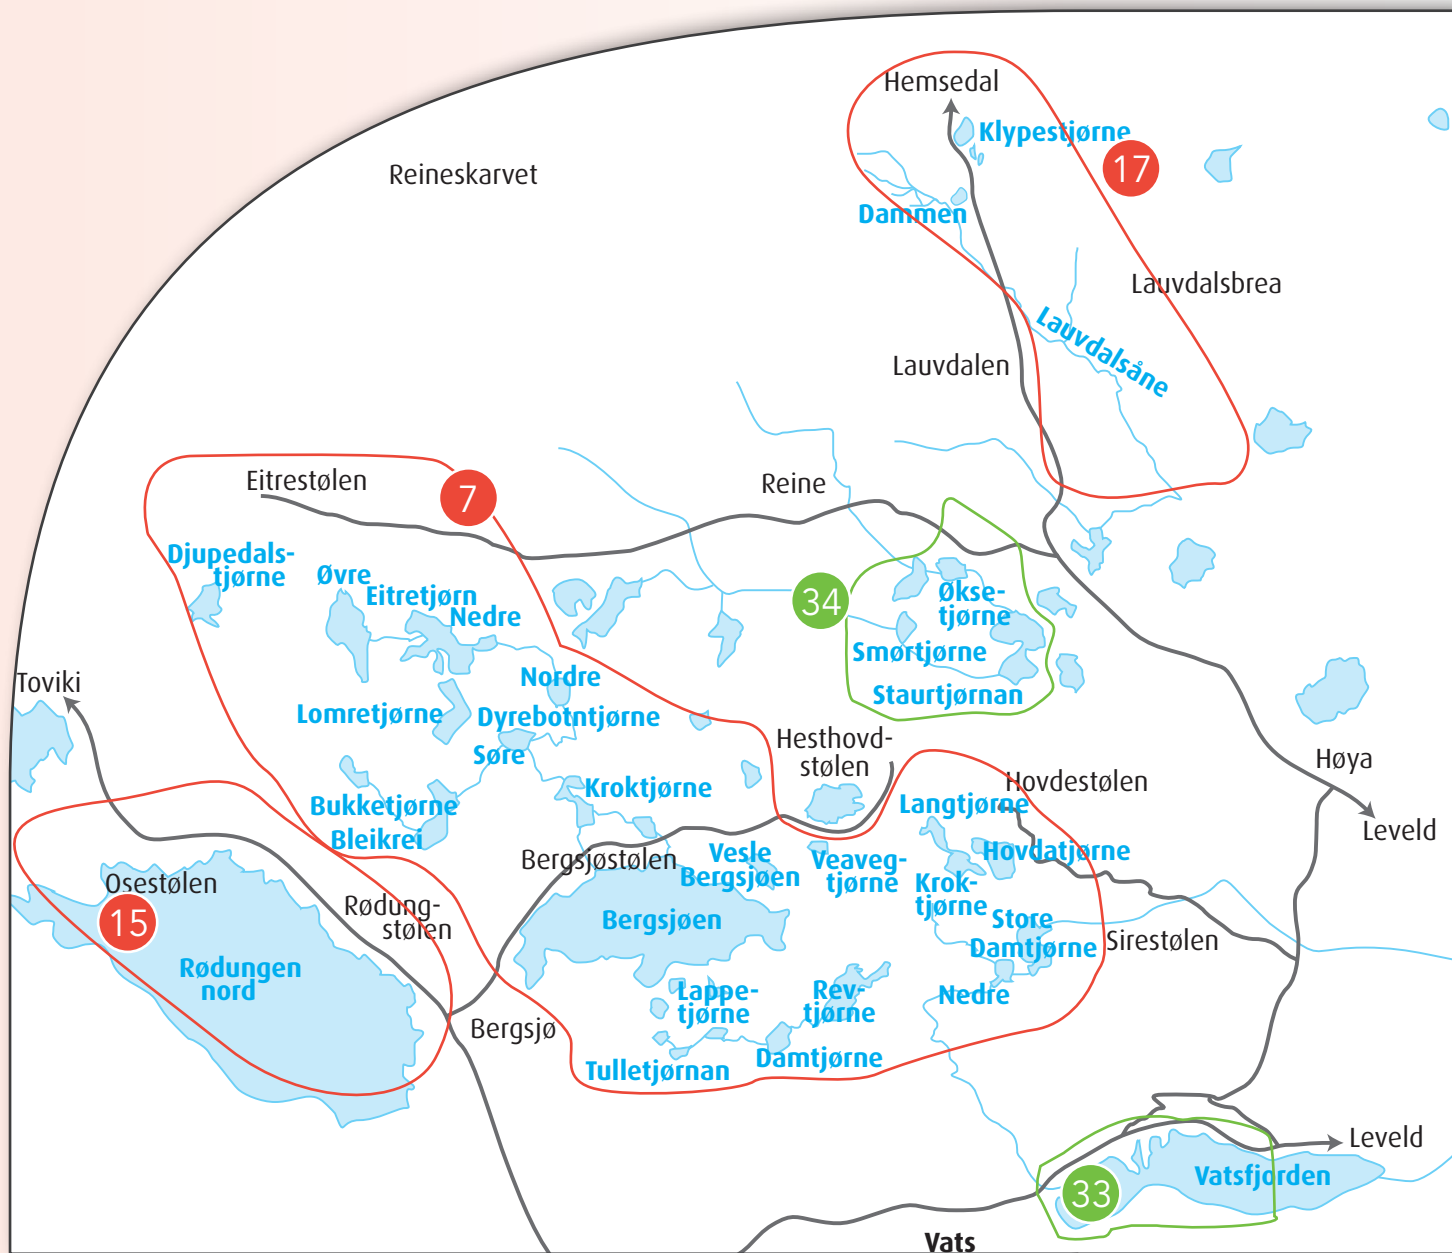 Hemsedal
Klypestjørne
17
Reineskarvet
Dammen
Lauvdalsbrea
Lauvdalsåne
Lauvdalen
Eitrestølen
7
Reine
Djupedals-
tjørne
Øvre
Eitretjørn
Nedre
34
Økse-
tjørne
Smørtjørne
Staurtjørnan
Toviki
Nordre
Lomretjørne
Dyrebotntjørne
Søre
Hesthovd-
stølen
Høya
Hovdestølen
Kroktjørne
Langtjørne
Bukketjørne
Bleikrei
Leveld
Bergsjøstølen
Vesle
Bergsjøen
Veaveg-
tjørne
Hovdatjørne
Krok-
tjørne
Osestølen
15
Rødung-
stølen
Bergsjøen
Store
Damtjørne
Sirestølen
Rødungen
nord
Lappe-
tjørne
Rev-
tjørne
Nedre
Bergsjø
Tulletjørnan
Damtjørne
Leveld
33
Vatsfjorden
Vats